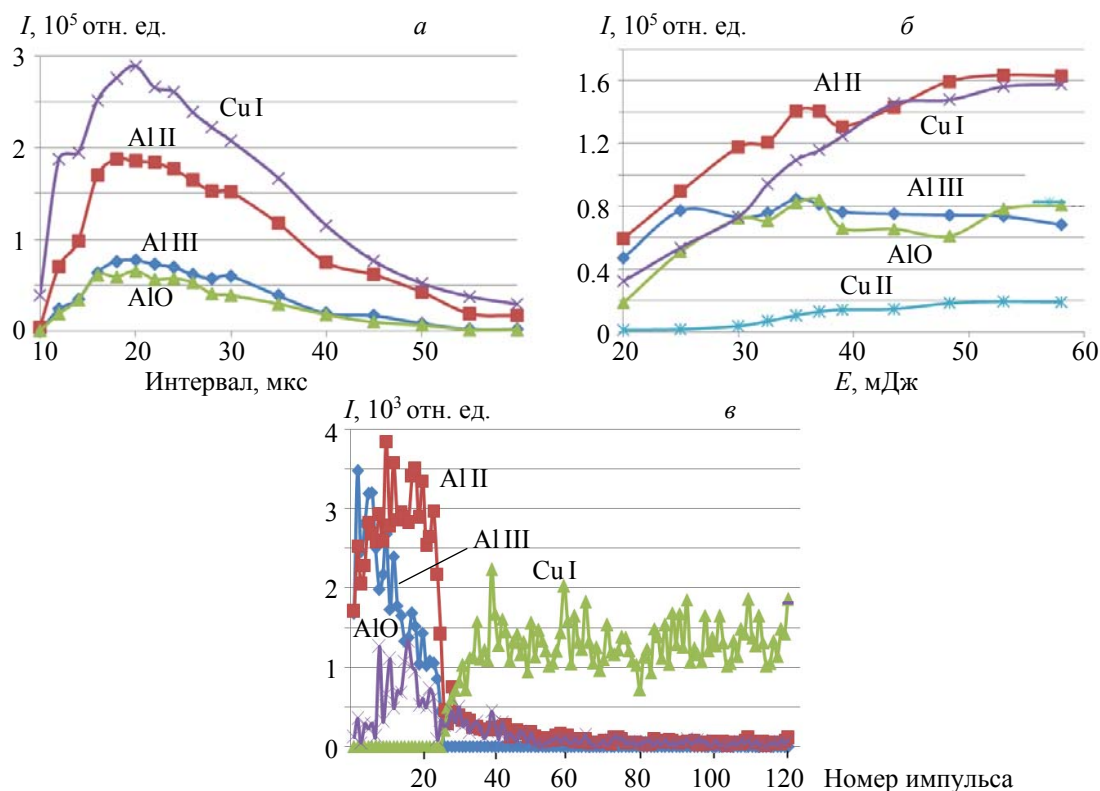 I, 10⁵ отн. ед.
а
3
2
1
0
Cu I
Al II
Al III
AlO
10 20 30 40 50
Интервал, мкс
I, 10⁵ отн. ед.
б
1.6
1.2
0.8
0.4
0
Al II
Cu I
Al III
AlO
Cu II
20 30 40 50 60
E, мДж
I, 10³ отн. ед.
в
4
3
2
1
0
Al II
Al III
Cu I
AlO
20 40 60 80 100 120
Номер импульса